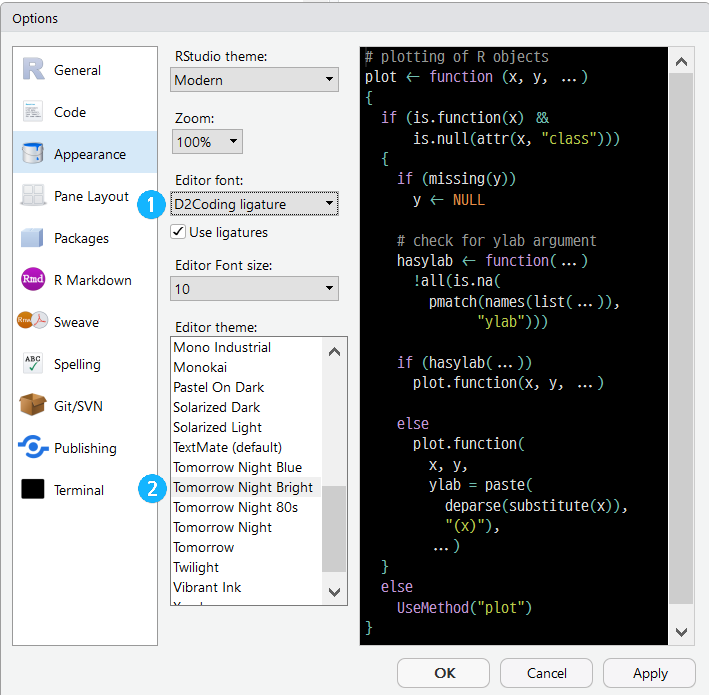 Options
General
Code
Appearance
Pane Layout
Packages
Rmd R Markdown
Rnw Sweave
ABC Spelling
Git/SVN
Publishing
Terminal
RStudio theme:
Modern
Zoom:
100%
Editor font:
1 D2Coding ligature
Use ligatures
Editor Font size:
10
Editor theme:
Mono Industrial
Monokai
Pastel On Dark
Solarized Dark
Solarized Light
TextMate (default)
Tomorrow Night Blue
2 Tomorrow Night Bright
Tomorrow Night 80s
Tomorrow Night
Tomorrow
Twilight
Vibrant Ink
# plotting of R objects
plot <- function (x, y, ...)
{
if (is.function(x) &&
is.null(attr(x, "class")))
{
if (missing(y))
y <- NULL
# check for ylab argument
hasylab <- function(...)
!all(is.na(
pmatch(names(list(...)),
"ylab")))
if (hasylab(...))
plot.function(x, y, ...)
else
plot.function(
x, y,
ylab = paste(
deparse(substitute(x)),
"(x)"),
...)
}
else
UseMethod("plot")
}
OK
Cancel
Apply